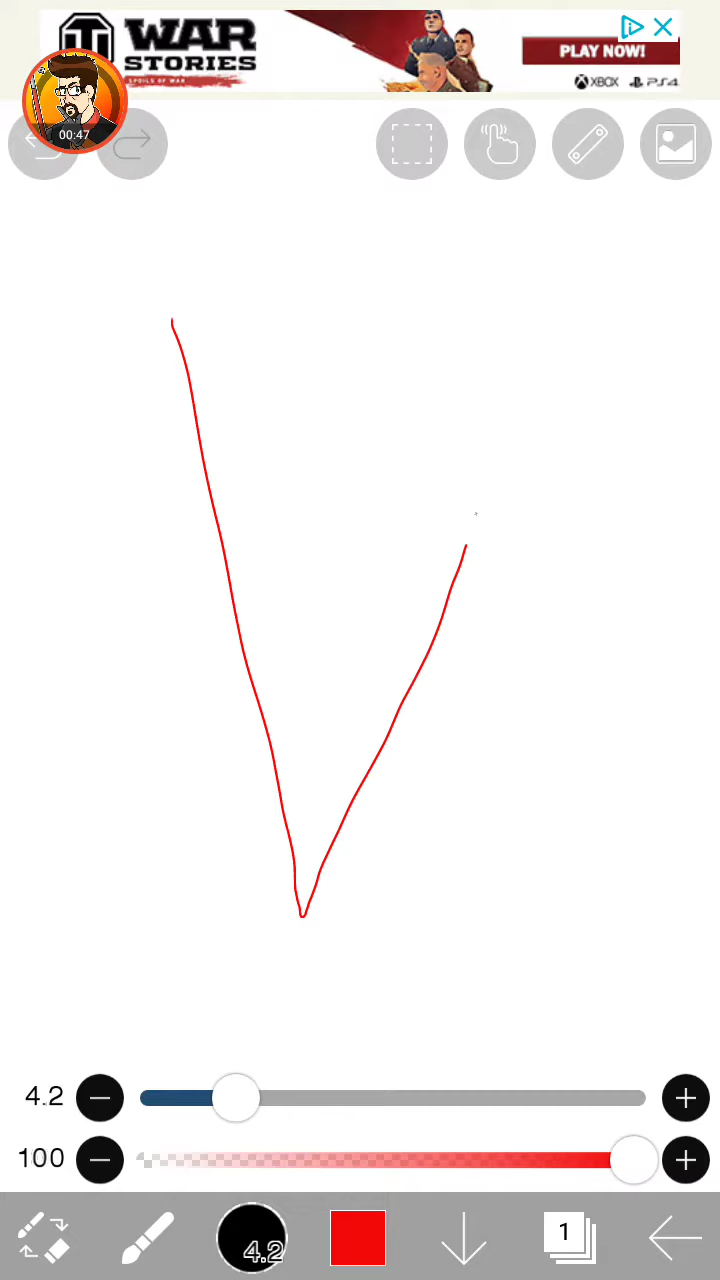 WAR
STORIES
SPOILS OF WAR
PLAY NOW!
XBOX PS4
00:47
4.2
100
4.2
1